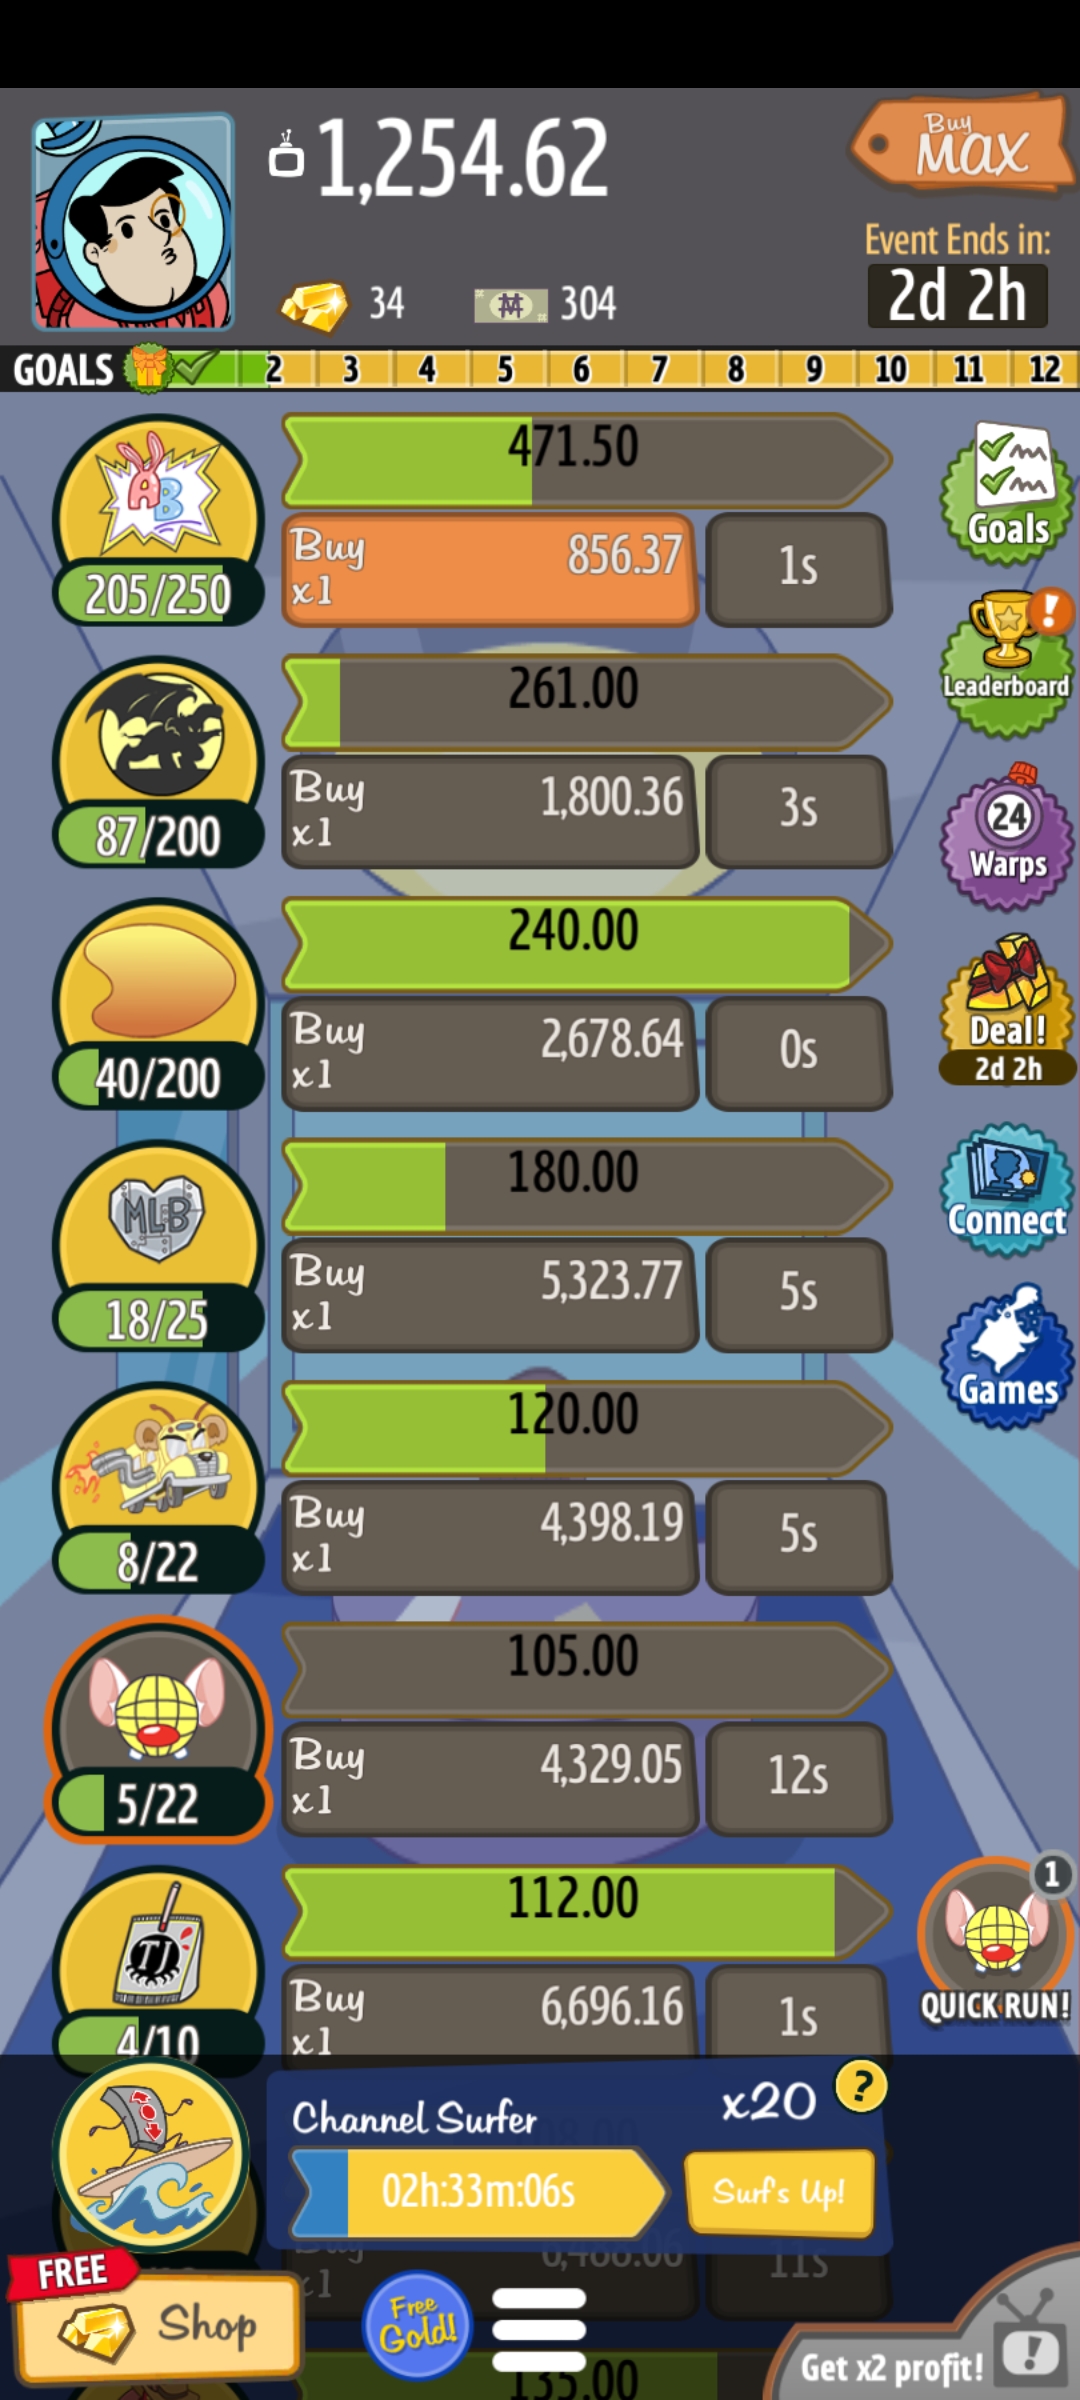 1,254.62
Buy
MAX
Event Ends in:
2d 2h
34
304
GOALS 2 3 4 5 6 7 8 9 10 11 12
AB
205/250
471.50
Buy
x1
856.37
1s
Goals
87/200
261.00
Buy
x1
1,800.36
3s
Leaderboard
24
Warps
40/200
240.00
Buy
x1
2,678.64
0s
Deal!
2d 2h
MLB
18/25
180.00
Buy
x1
5,323.77
5s
Connect
8/22
120.00
Buy
x1
4,398.19
5s
Games
5/22
105.00
Buy
x1
4,329.05
12s
TJ
4/10
112.00
Buy
x1
6,696.16
1s
1
QUICK RUN!
Channel Surfer
x20
?
02h:33m:06s
Surf's Up!
Buy
x1
6,488.06
11s
FREE
Shop
Free
Gold!
135.00
Get x2 profit!